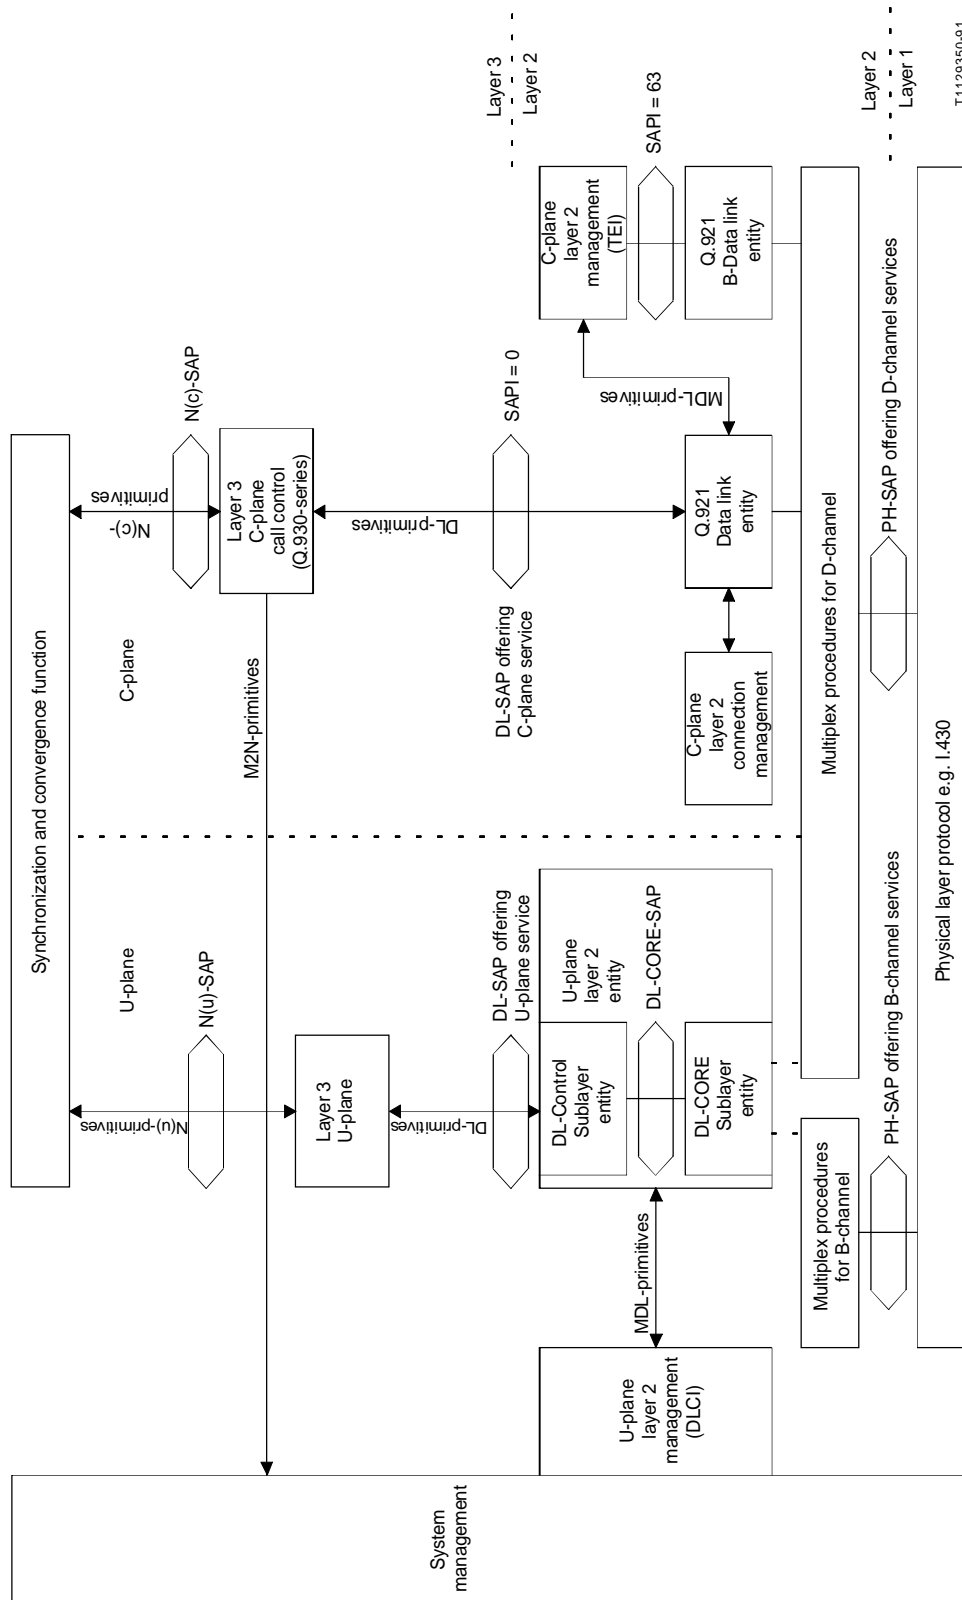 Synchronization and convergence function
U-plane
C-plane
N(u)-SAP
N(u)-primitives
N(c)-SAP
N(c)-
primitives
Layer 3
U-plane
Layer 3
C-plane
call control
(Q.930-series)
M2N-primitives
System
management
DL-primitives
DL-SAP offering
U-plane service
DL-primitives
DL-SAP offering
C-plane service
SAPI = 0
Layer 3
Layer 2
U-plane
layer 2
management
(DLCI)
MDL-primitives
DL-Control
Sublayer
entity
U-plane
layer 2
entity
DL-CORE-SAP
DL-CORE
Sublayer
entity
C-plane
layer 2
connection
management
Q.921
Data link
entity
MDL-primitives
C-plane
layer 2
management
(TEI)
SAPI = 63
Q.921
B-Data link
entity
Multiplex procedures
for B-channel
Multiplex procedures for D-channel
PH-SAP offering B-channel services
PH-SAP offering D-channel services
Layer 2
Layer 1
Physical layer protocol e.g. I.430
T1129350-91